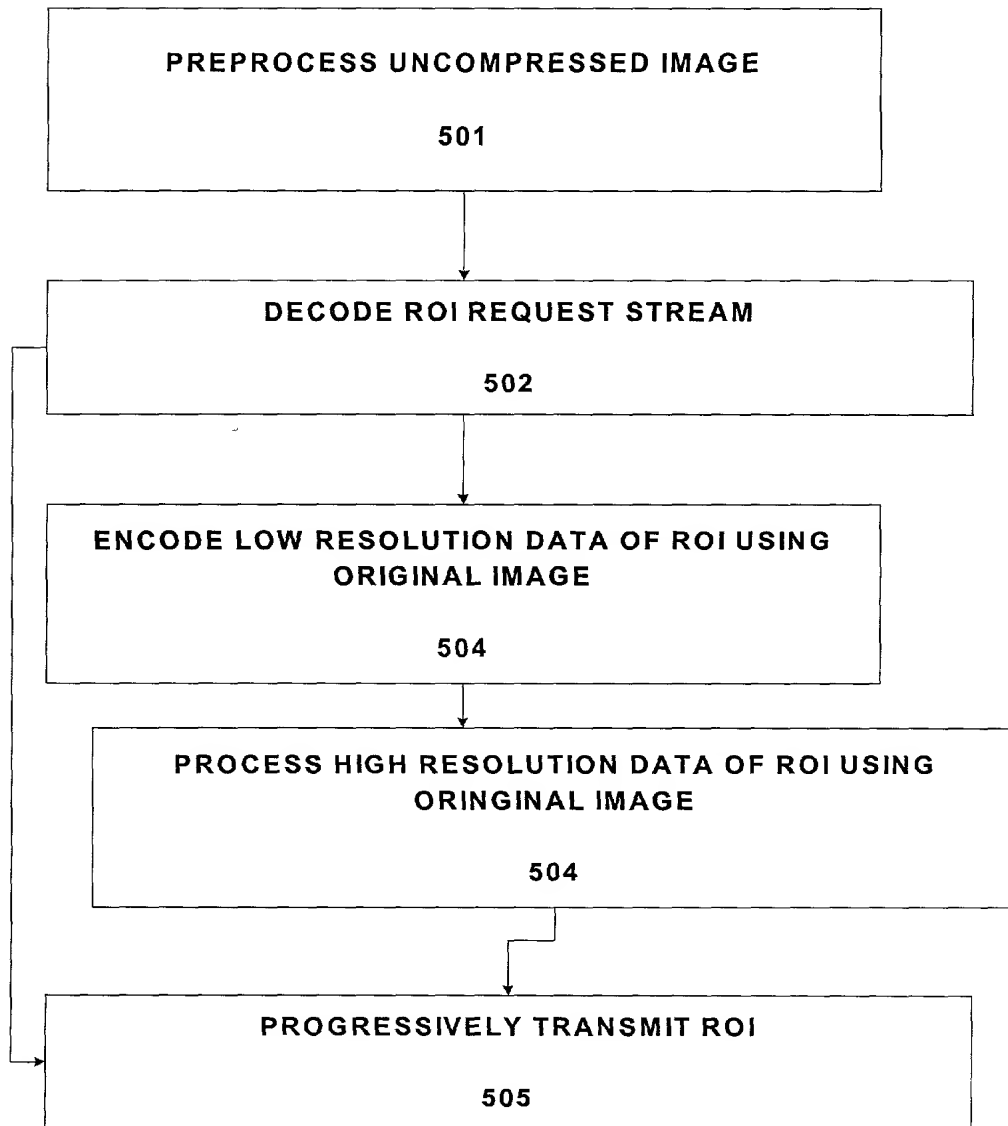 PREPROCESS UNCOMPRESSED IMAGE
501
DECODE ROI REQUEST STREAM
502
ENCODE LOW RESOLUTION DATA OF ROI USING
ORIGINAL IMAGE
504
PROCESS HIGH RESOLUTION DATA OF ROI USING
ORINGINAL IMAGE
504
PROGRESSIVELY TRANSMIT ROI
505